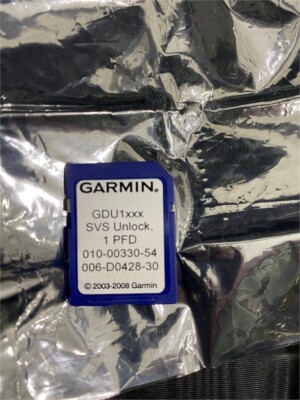 GARMIN®
GDU1xxx
SVS Unlock,
1 PFD
010-00330-54
006-D0428-30
© 2003-2008 Garmin